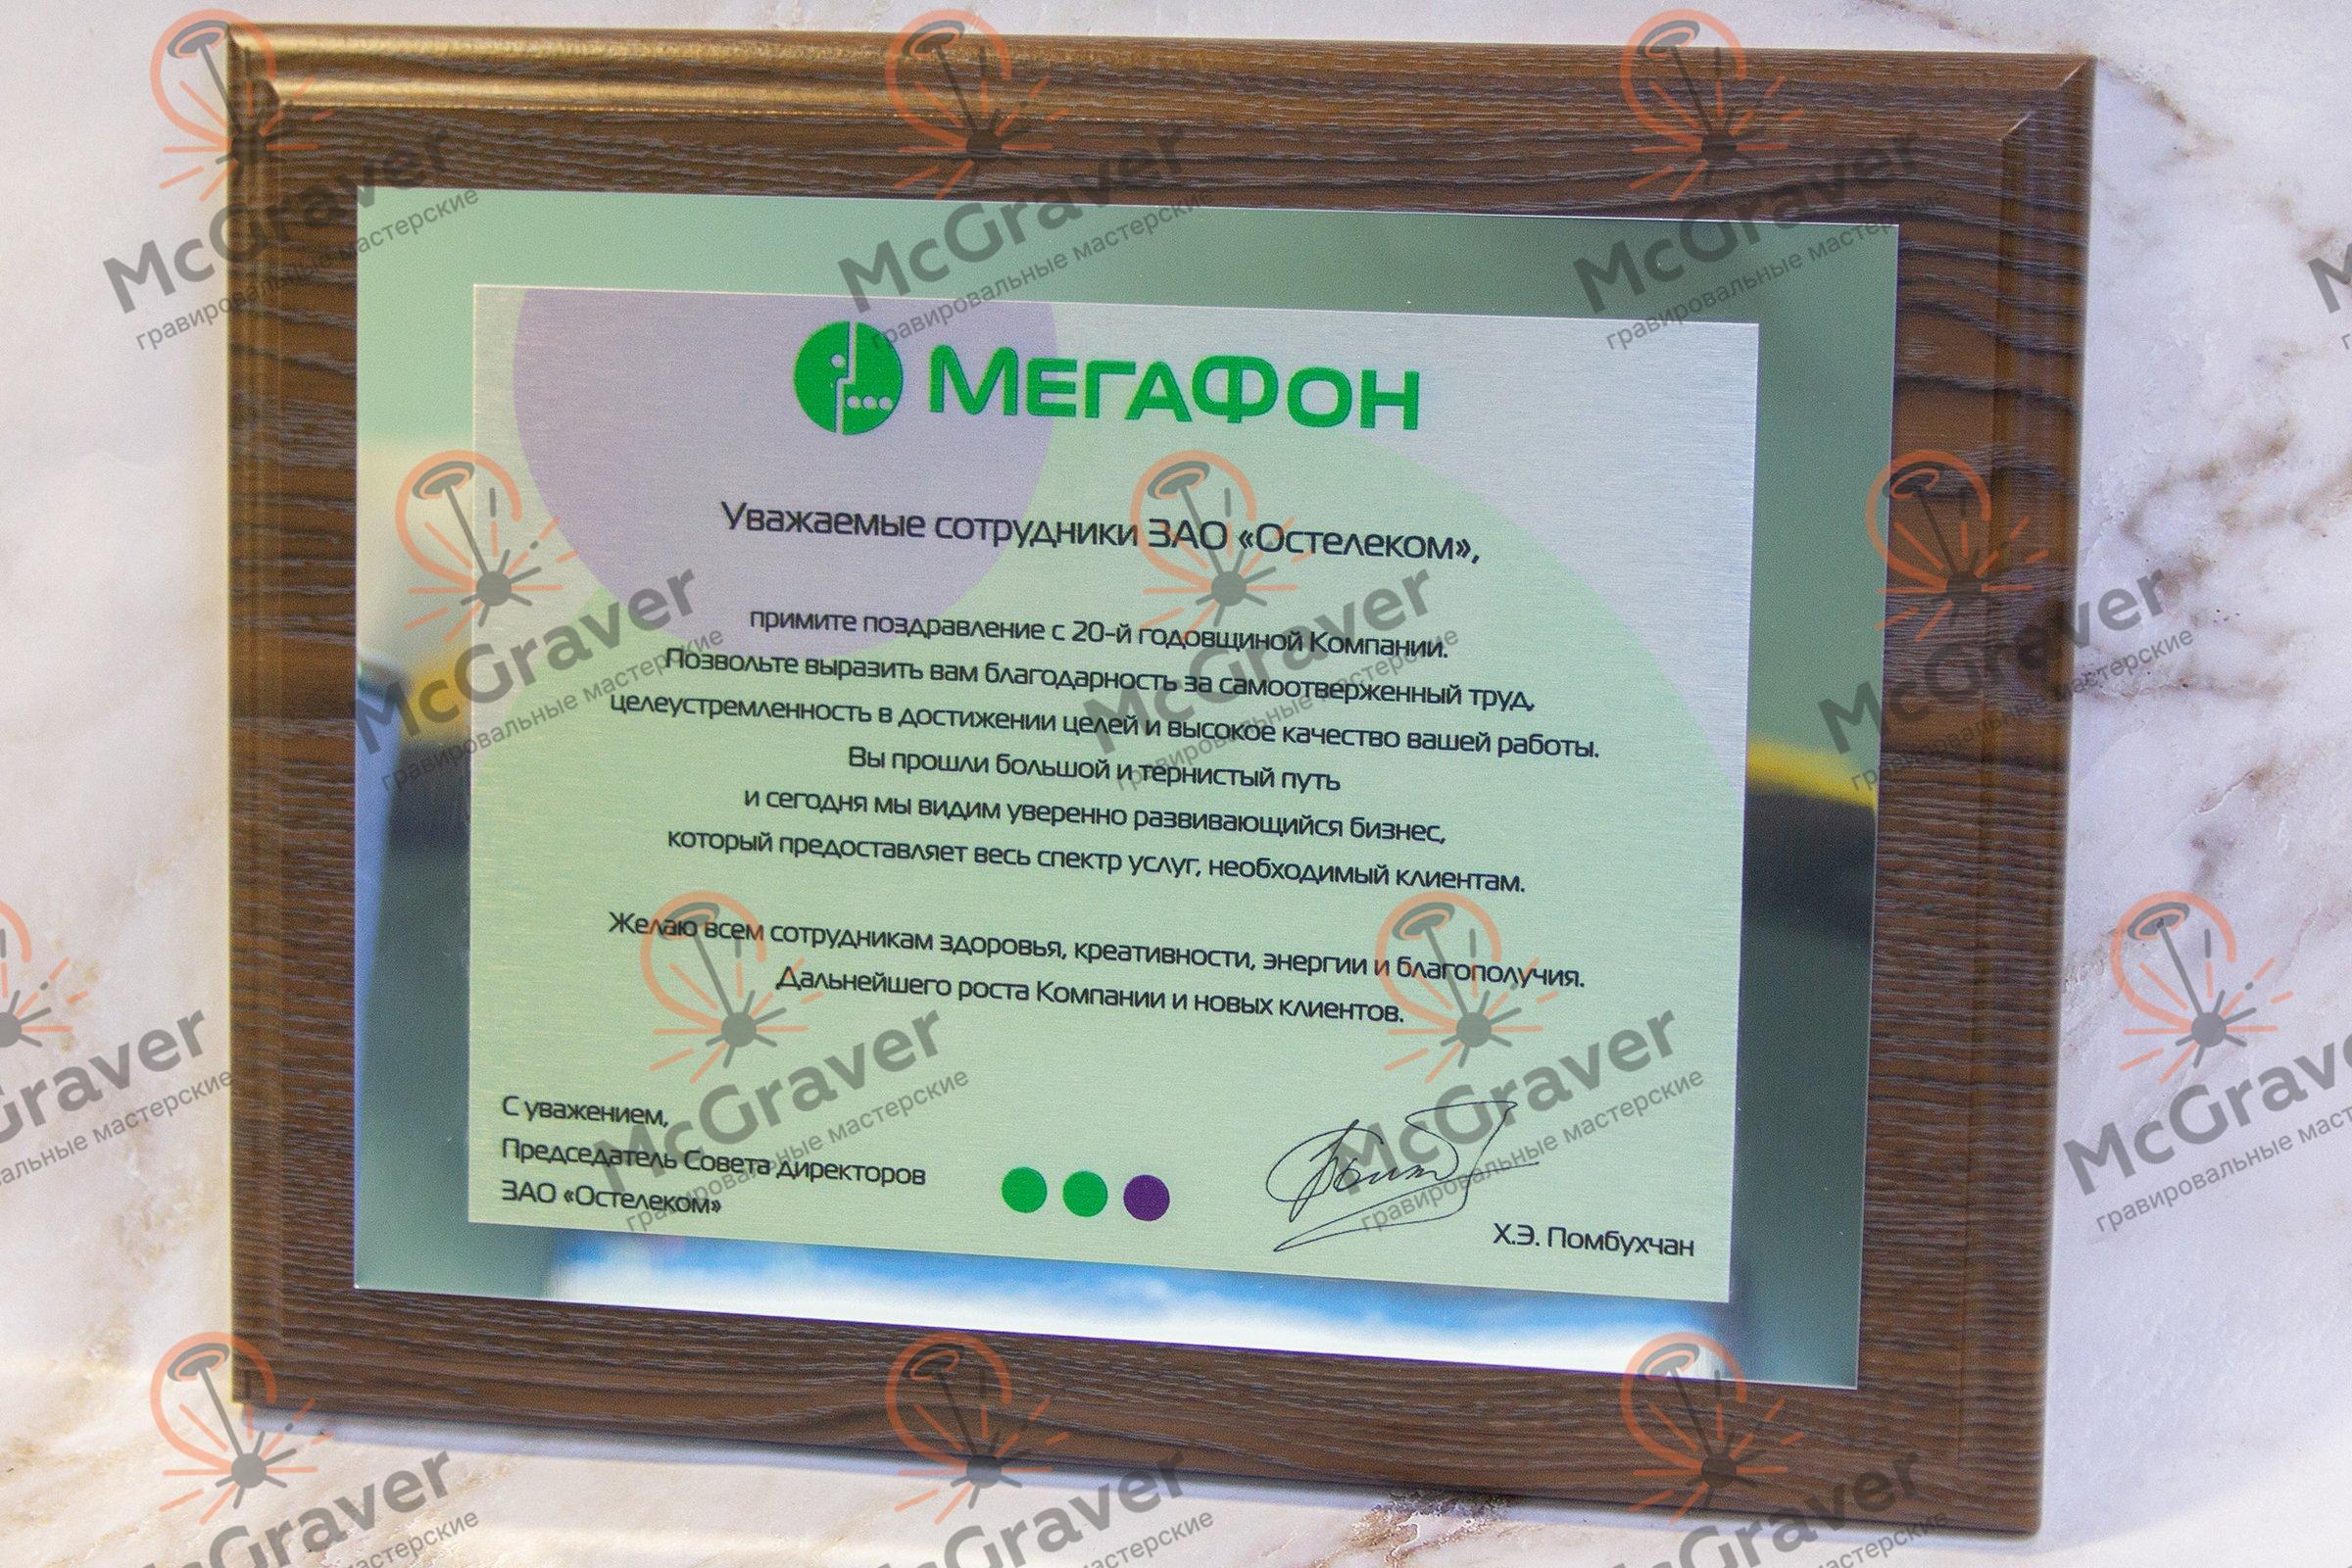 МЕГАФОН
Уважаемые сотрудники ЗАО «Остелеком»,
примите поздравление с 20-й годовщиной Компании.
Позвольте выразить вам благодарность за самоотверженный труд,
целеустремленность в достижении целей и высокое качество вашей работы.
Вы прошли большой и тернистый путь
и сегодня мы видим уверенно развивающийся бизнес,
который предоставляет весь спектр услуг, необходимый клиентам.
Желаю всем сотрудникам здоровья, креативности, энергии и благополучия.
Дальнейшего роста Компании и новых клиентов.
С уважением,
Председатель Совета директоров
ЗАО «Остелеком»
Х.Э. Помбухчан
McGraver
гравировальные мастерские